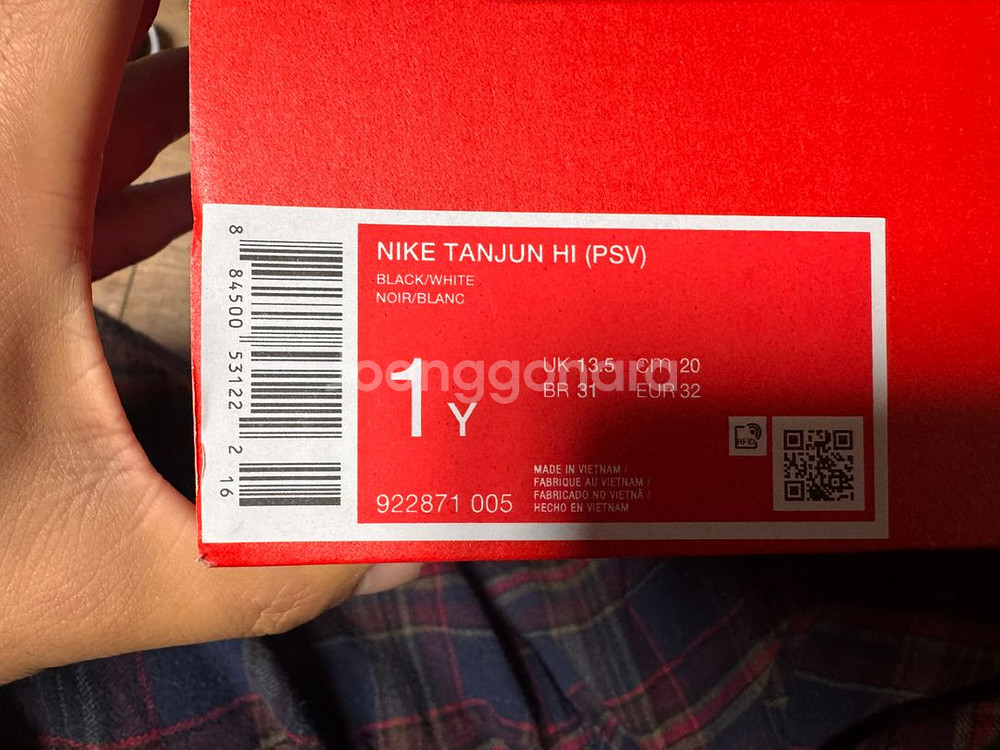 8 84500 53122 2 16
NIKE TANJUN HI (PSV)
BLACK/WHITE
NOIR/BLANC
1Y
UK 13.5 cm 20
BR 31 EUR 32
922871 005
MADE IN VIETNAM /
FABRIQUE AU VIETNAM /
FABRICADO NO VIETNÃ /
HECHO EN VIETNAM
RFID